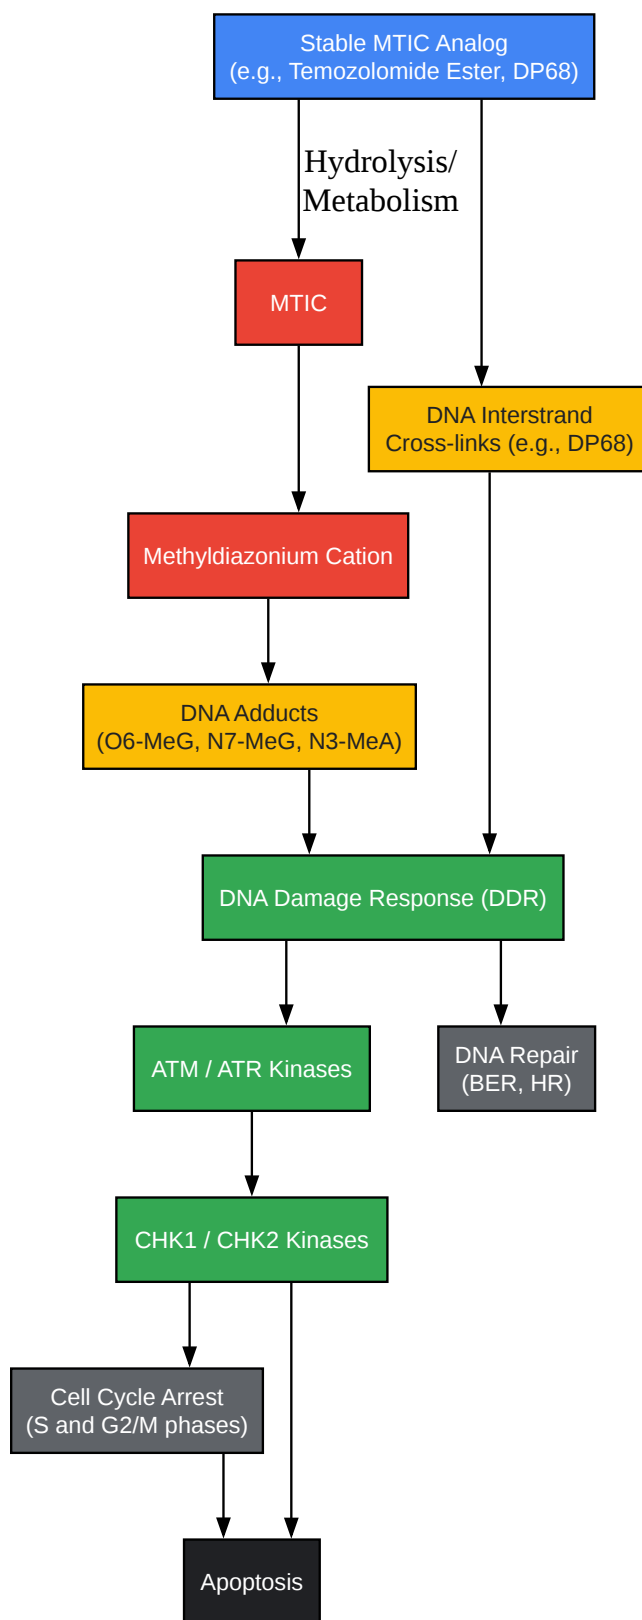 Stable MTIC Analog
(e.g., Temozolomide Ester, DP68)
Hydrolysis/
Metabolism
MTIC
DNA Interstrand
Cross-links (e.g., DP68)
Methyldiazonium Cation
DNA Adducts
(O6-MeG, N7-MeG, N3-MeA)
DNA Damage Response (DDR)
ATM / ATR Kinases
DNA Repair
(BER, HR)
CHK1 / CHK2 Kinases
Cell Cycle Arrest
(S and G2/M phases)
Apoptosis